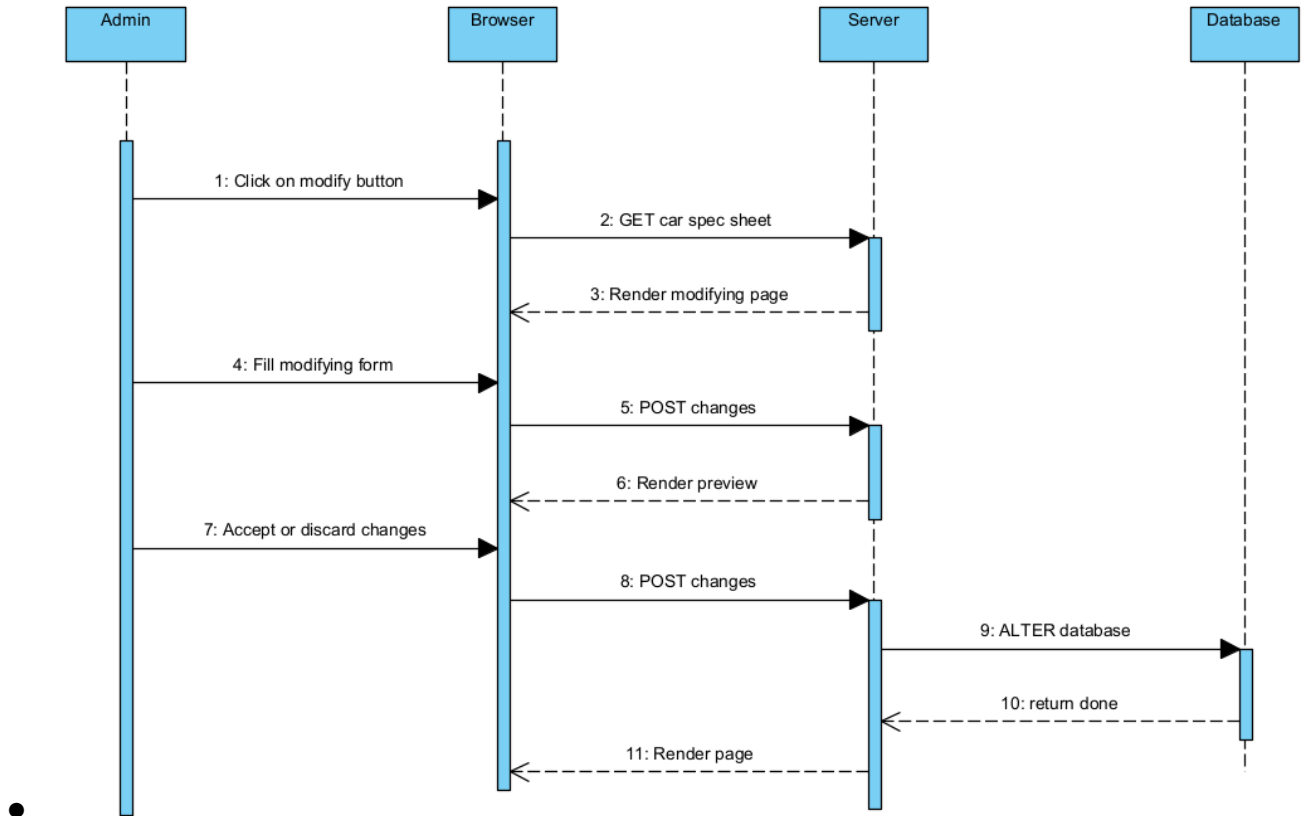 Admin
Browser
Server
Database
1: Click on modify button
2: GET car spec sheet
3: Render modifying page
4: Fill modifying form
5: POST changes
6: Render preview
7: Accept or discard changes
8: POST changes
9: ALTER database
10: return done
11: Render page